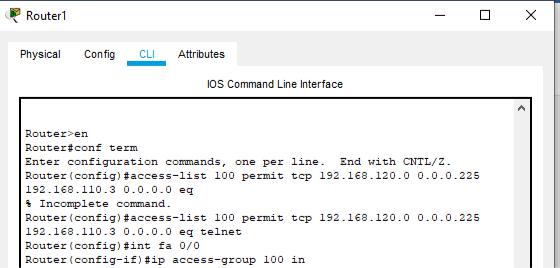 Router1
Physical Config CLI Attributes
IOS Command Line Interface
Router>en
Router#conf term
Enter configuration commands, one per line.  End with CNTL/Z.
Router(config)#access-list 100 permit tcp 192.168.120.0 0.0.0.225
192.168.110.3 0.0.0.0 eq
% Incomplete command.
Router(config)#access-list 100 permit tcp 192.168.120.0 0.0.0.225
192.168.110.3 0.0.0.0 eq telnet
Router(config)#int fa 0/0
Router(config-if)#ip access-group 100 in